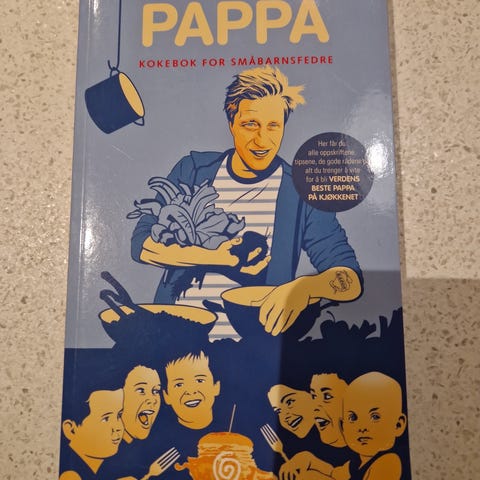 PAPPA
KOKEBOK FOR SMÅBARNSFEDRE
Her får du
alle oppskriftene,
tipsene, de gode rådene,
alt du trenger å vite
for å bli VERDENS
BESTE PAPPA
PÅ KJØKKENET